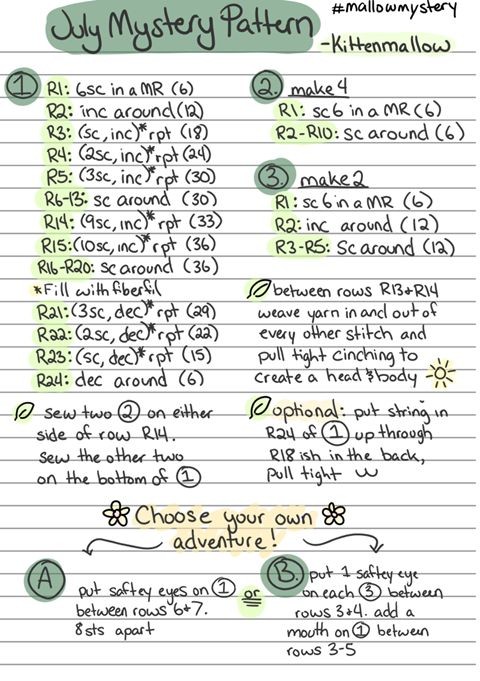 July Mystery Pattern
#mallowmystery
-Kittenmallow
1
R1: 6sc in a MR (6)
R2: inc around (12)
R3: (sc, inc)*rpt (18)
R4: (2sc, inc)*rpt (24)
R5: (3sc, inc)*rpt (30)
R6-13: sc around (30)
R14: (9sc, inc)*rpt (33)
R15: (10sc, inc)*rpt (36)
R16-R20: sc around (36)
*Fill with fiberfil
R21: (3sc, dec)*rpt (29)
R22: (2sc, dec)*rpt (22)
R23: (sc, dec)*rpt (15)
R24: dec around (6)
sew two 2 on either
side of row R14.
sew the other two
on the bottom of 1
2. make 4
R1: sc6 in a MR (6)
R2-R10: sc around (6)
3. make 2
R1: sc 6 in a MR (6)
R2: inc around (12)
R3-R5: Sc around (12)
between rows R13+R14
weave yarn in and out of
every other stitch and
pull tight cinching to
create a head & body
optional: put string in
R24 of 1 up through
R18 ish in the back,
pull tight
Choose your own
adventure!
A
put saftey eyes on 1
between rows 6+7.
8sts apart
or
B.
put 1 saftey eye
on each 3 between
rows 3+4. add a
mouth on 1 between
rows 3-5